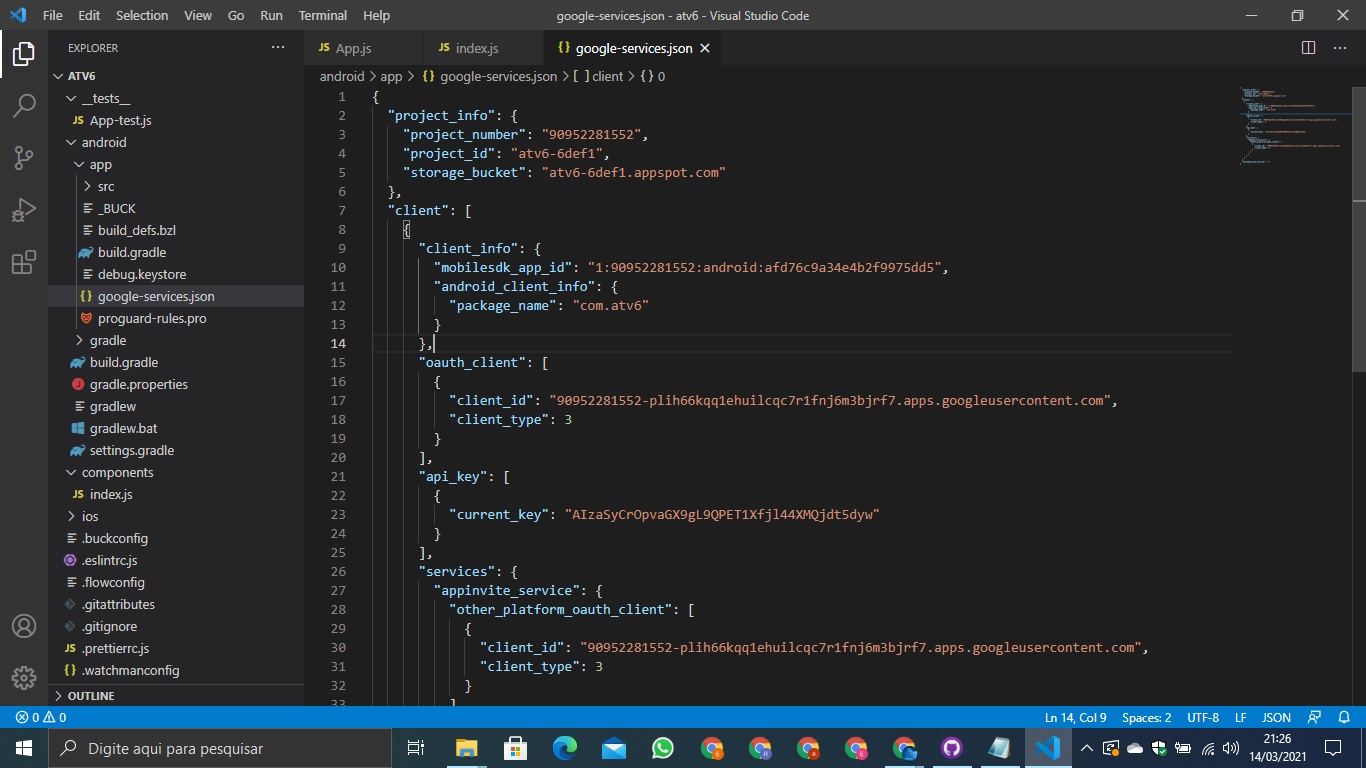 File Edit Selection View Go Run Terminal Help
google-services.json - atv6 - Visual Studio Code
EXPLORER
ATV6
__tests__
JS App-test.js
android
app
src
_BUCK
build_defs.bzl
build.gradle
debug.keystore
{} google-services.json
proguard-rules.pro
gradle
build.gradle
gradle.properties
gradlew
gradlew.bat
settings.gradle
components
JS index.js
ios
.buckconfig
.eslintrc.js
.flowconfig
.gitattributes
.gitignore
JS .prettierrc.js
{} .watchmanconfig
OUTLINE
JS App.js
JS index.js
{} google-services.json
android > app > {} google-services.json > [ ] client > {} 0
1 {
2 "project_info": {
3 "project_number": "90952281552",
4 "project_id": "atv6-6def1",
5 "storage_bucket": "atv6-6def1.appspot.com"
6 },
7 "client": [
8 {
9 "client_info": {
10 "mobilesdk_app_id": "1:90952281552:android:afd76c9a34e4b2f9975dd5",
11 "android_client_info": {
12 "package_name": "com.atv6"
13 }
14 },
15 "oauth_client": [
16 {
17 "client_id": "90952281552-plih66kqq1ehuilcqc7r1fnj6m3bjrf7.apps.googleusercontent.com",
18 "client_type": 3
19 }
20 ],
21 "api_key": [
22 {
23 "current_key": "AIzaSyCrOpvaGX9gL9QPET1Xfjl44XMQjdt5dyw"
24 }
25 ],
26 "services": {
27 "appinvite_service": {
28 "other_platform_oauth_client": [
29 {
30 "client_id": "90952281552-plih66kqq1ehuilcqc7r1fnj6m3bjrf7.apps.googleusercontent.com",
31 "client_type": 3
32 }
33 ]
0 0
Ln 14, Col 9 Spaces: 2 UTF-8 LF JSON
Digite aqui para pesquisar
21:26
14/03/2021